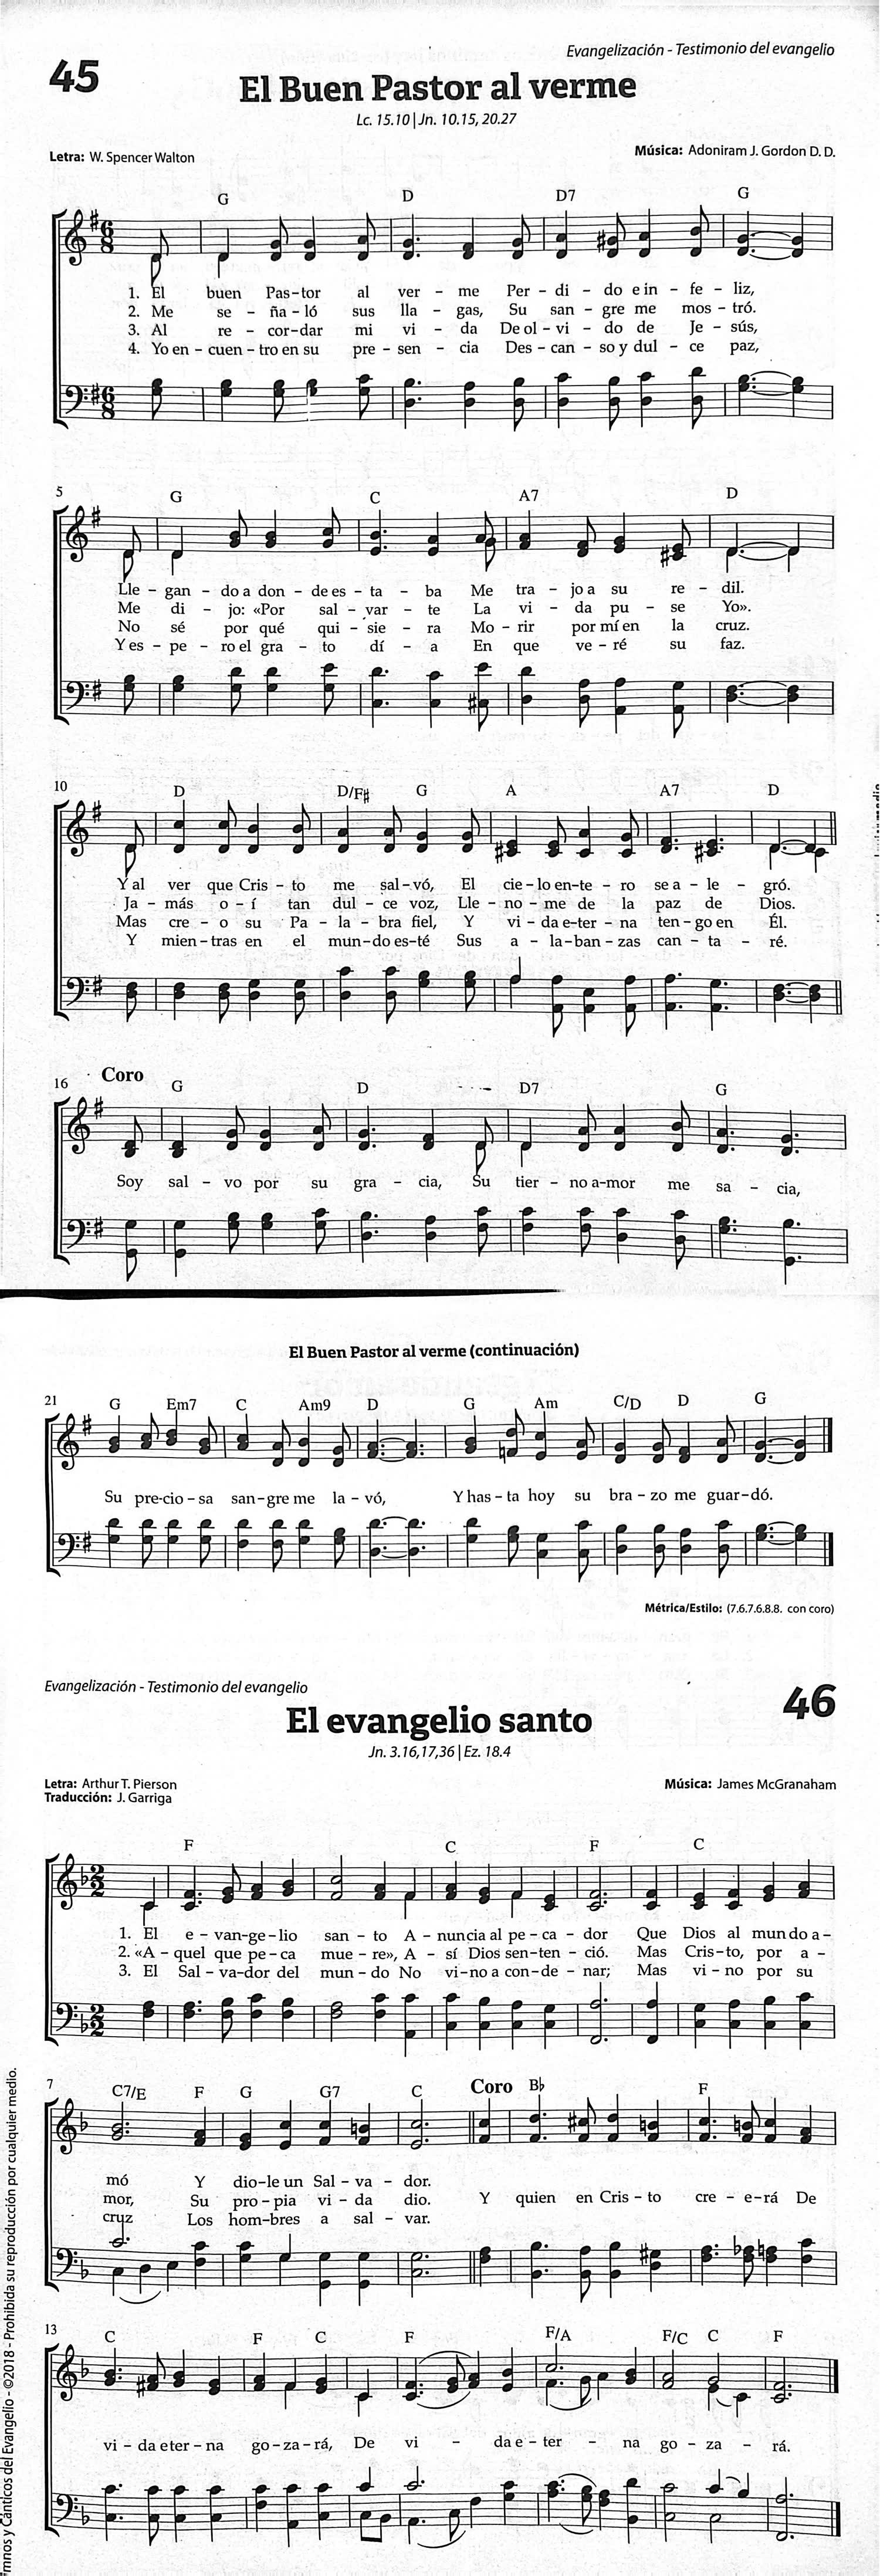 Evangelización - Testimonio del evangelio
45
El Buen Pastor al verme
Lc. 15.10 | Jn. 10.15, 20.27
Letra: W. Spencer Walton
Música: Adoniram J. Gordon D. D.
G D D7 G
1. El buen Pas – tor al ver – me Per – di – do e in – fe – liz,
2. Me se – ña – ló sus lla – gas, Su san – gre me mos – tró.
3. Al re – cor – dar mi vi – da De ol – vi – do de Je – sús,
4. Yo en – cuen – tro en su pre – sen – cia Des – can – so y dul – ce paz,
5
G C A7 D
Lle – gan – do a don – de es – ta – ba Me tra – jo a su re – dil.
Me di – jo: «Por sal – var – te La vi – da pu – se Yo».
No sé por qué qui – sie – ra Mo – rir por mí en la cruz.
Y es – pe – ro el gra – to dí – a En que ve – ré su faz.
10
D D/F# G A A7 D
Y al ver que Cris – to me sal – vó, El cie – lo en – te – ro se a – le – gró.
Ja – más o – í tan dul – ce voz, Lle – no – me de la paz de Dios.
Mas cre – o su Pa – la – bra fiel, Y vi – da e – ter – na ten – go en Él.
Y mien – tras en el mun – do es – té Sus a – la – ban – zas can – ta – ré.
16
Coro
G D D7 G
Soy sal – vo por su gra – cia, Su tier – no a – mor me sa – cia,
El Buen Pastor al verme (continuación)
21
G Em7 C Am9 D G Am C/D D G
Su pre – cio – sa san – gre me la – vó, Y has – ta hoy su bra – zo me guar – dó.
Métrica/Estilo: (7.6.7.6.8.8. con coro)
Evangelización - Testimonio del evangelio
46
El evangelio santo
Jn. 3.16,17,36 | Ez. 18.4
Letra: Arthur T. Pierson
Traducción: J. Garriga
Música: James McGranaham
F C F C
1. El e – van – ge – lio san – to A – nuncia al pe – ca – dor Que Dios al mundo a –
2. «A – quel que pe – ca mue – re», A – sí Dios sen – ten – ció. Mas Cris – to, por a –
3. El Sal – va – dor del mun – do No vi – no a con – de – nar; Mas vi – no por su
7
C7/E F G G7 C Coro Bb F
mó Y dio – le un Sal – va – dor.
mor, Su pro – pia vi – da dio. Y quien en Cris – to cre – e – rá De
cruz Los hom – bres a sal – var.
13
C F C F F/A F/C C F
vi – da eter – na go – za – rá, De vi – da e – ter – na go – za – rá.
mnos y Cánticos del Evangelio - ©2018 - Prohibida su reproducción por cualquier medio.